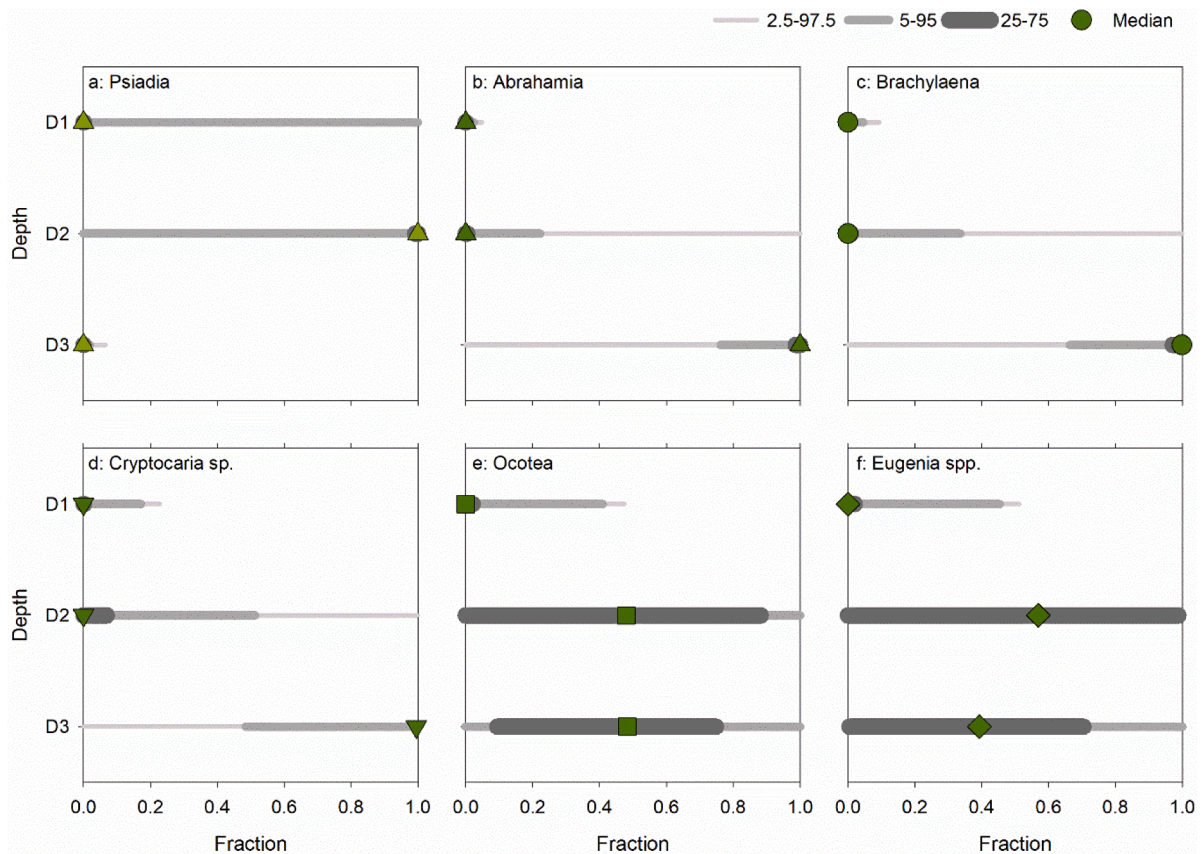 2.5-97.5 5-95 25-75 Median
a: Psiadia b: Abrahamia c: Brachylaena
D1
D2
D3
Depth
d: Cryptocaria sp. e: Ocotea f: Eugenia spp.
D1
D2
D3
Depth
0.0 0.2 0.4 0.6 0.8 1.0 0.0 0.2 0.4 0.6 0.8 1.0 0.0 0.2 0.4 0.6 0.8 1.0
Fraction Fraction Fraction